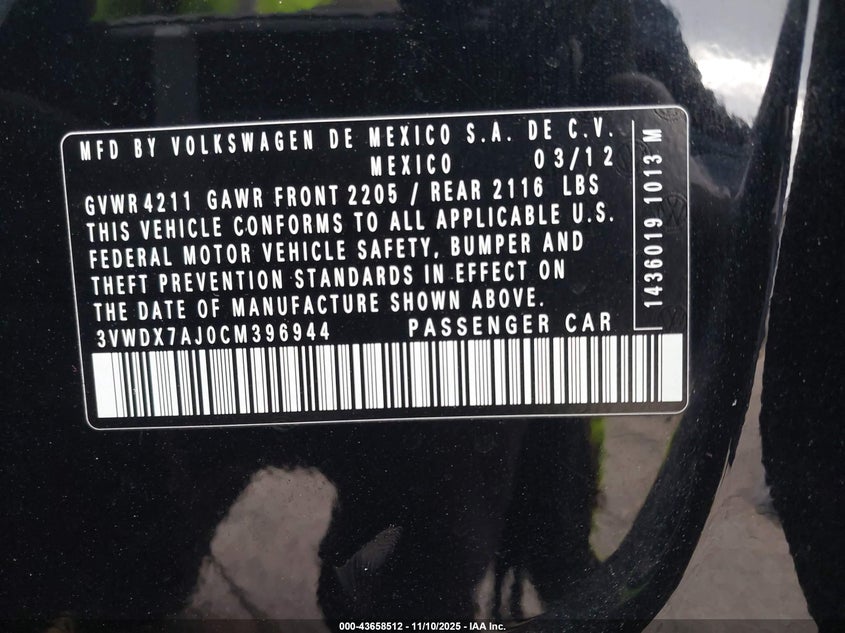 MFD BY VOLKSWAGEN DE MEXICO S.A. DE C.V.
MEXICO 03/12
GVWR 4211 GAWR FRONT 2205 / REAR 2116 LBS
THIS VEHICLE CONFORMS TO ALL APPLICABLE U.S.
FEDERAL MOTOR VEHICLE SAFETY, BUMPER AND
THEFT PREVENTION STANDARDS IN EFFECT ON
THE DATE OF MANUFACTURE SHOWN ABOVE.
3VWDX7AJ0CM396944 PASSENGER CAR
1436019 1013 M
000-43658512 - 11/10/2025 - IAA Inc.